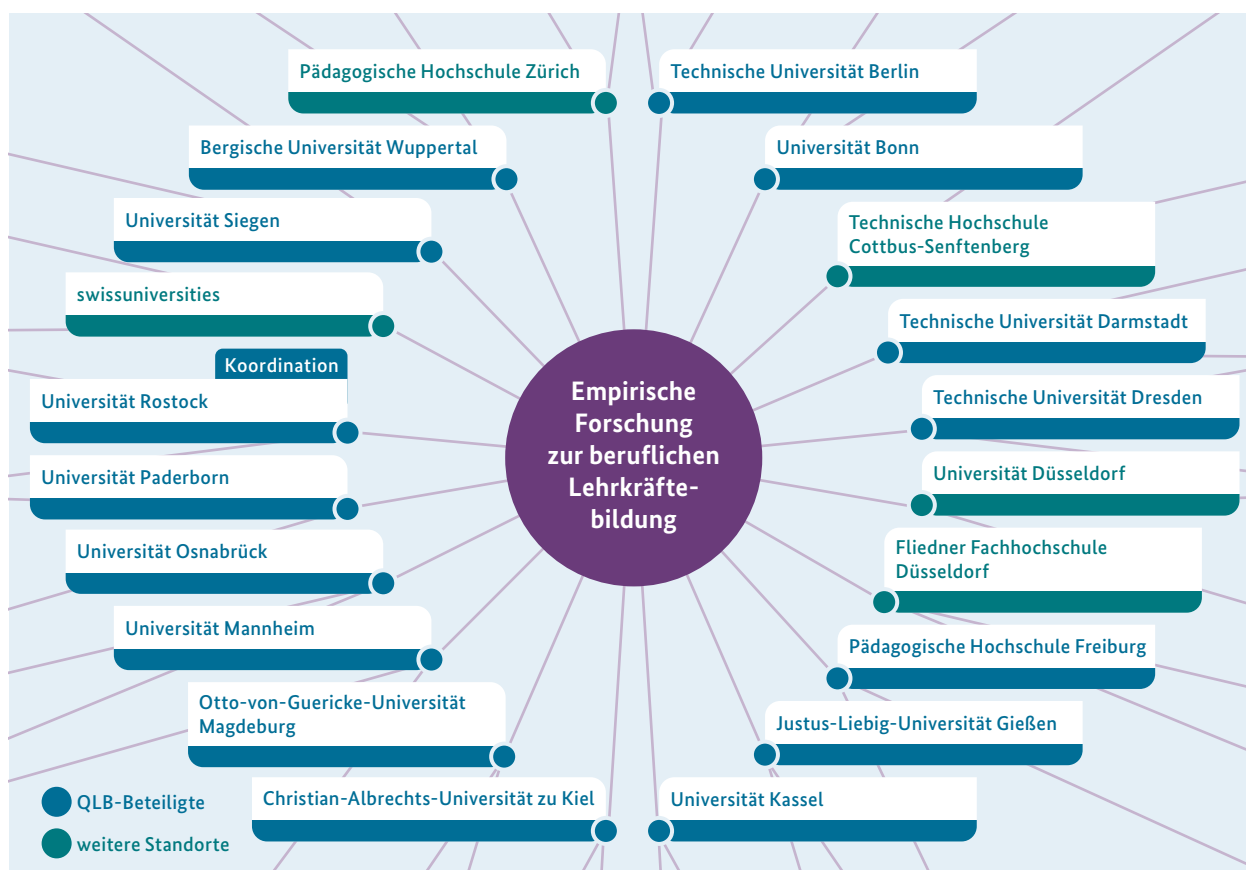 Pädagogische Hochschule Zürich
Technische Universität Berlin
Bergische Universität Wuppertal
Universität Bonn
Universität Siegen
Technische Hochschule
Cottbus-Senftenberg
swissuniversities
Technische Universität Darmstadt
Koordination
Universität Rostock
Technische Universität Dresden
Empirische
Forschung
zur beruflichen
Lehrkräfte-
bildung
Universität Paderborn
Universität Düsseldorf
Universität Osnabrück
Fliedner Fachhochschule
Düsseldorf
Universität Mannheim
Pädagogische Hochschule Freiburg
Otto-von-Guericke-Universität
Magdeburg
Justus-Liebig-Universität Gießen
Christian-Albrechts-Universität zu Kiel
Universität Kassel
QLB-Beteiligte
weitere Standorte